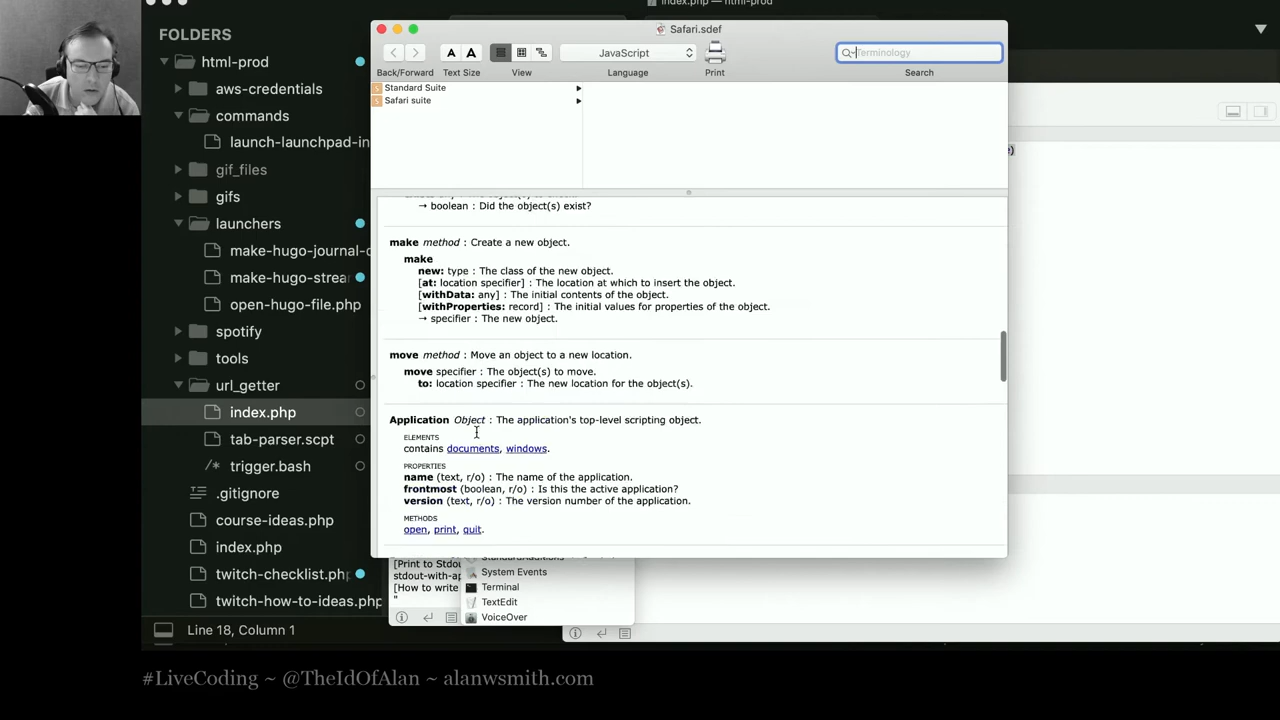 index.php — html-prod
FOLDERS
html-prod
aws-credentials
commands
launch-launchpad-in
gif_files
gifs
launchers
make-hugo-journal-
make-hugo-strea
open-hugo-file.php
spotify
tools
url_getter
index.php
tab-parser.scpt
/* trigger.bash
.gitignore
course-ideas.php
index.php
twitch-checklist.ph
twitch-how-to-ideas.php
Line 18, Column 1
Safari.sdef
A A
JavaScript
Terminology
Back/Forward
Text Size
View
Language
Print
Search
Standard Suite
Safari suite
→ boolean : Did the object(s) exist?
make method : Create a new object.
make
new: type : The class of the new object.
[at: location specifier] : The location at which to insert the object.
[withData: any] : The initial contents of the object.
[withProperties: record] : The initial values for properties of the object.
→ specifier : The new object.
move method : Move an object to a new location.
move specifier : The object(s) to move.
to: location specifier : The new location for the object(s).
Application Object : The application's top-level scripting object.
ELEMENTS
contains documents, windows.
PROPERTIES
name (text, r/o) : The name of the application.
frontmost (boolean, r/o) : Is this the active application?
version (text, r/o) : The version number of the application.
METHODS
open, print, quit.
[Print to Stdou
stdout-with-ap
[How to write
"
System Events
Terminal
TextEdit
VoiceOver
#LiveCoding ~ @TheIdOfAlan ~ alanwsmith.com